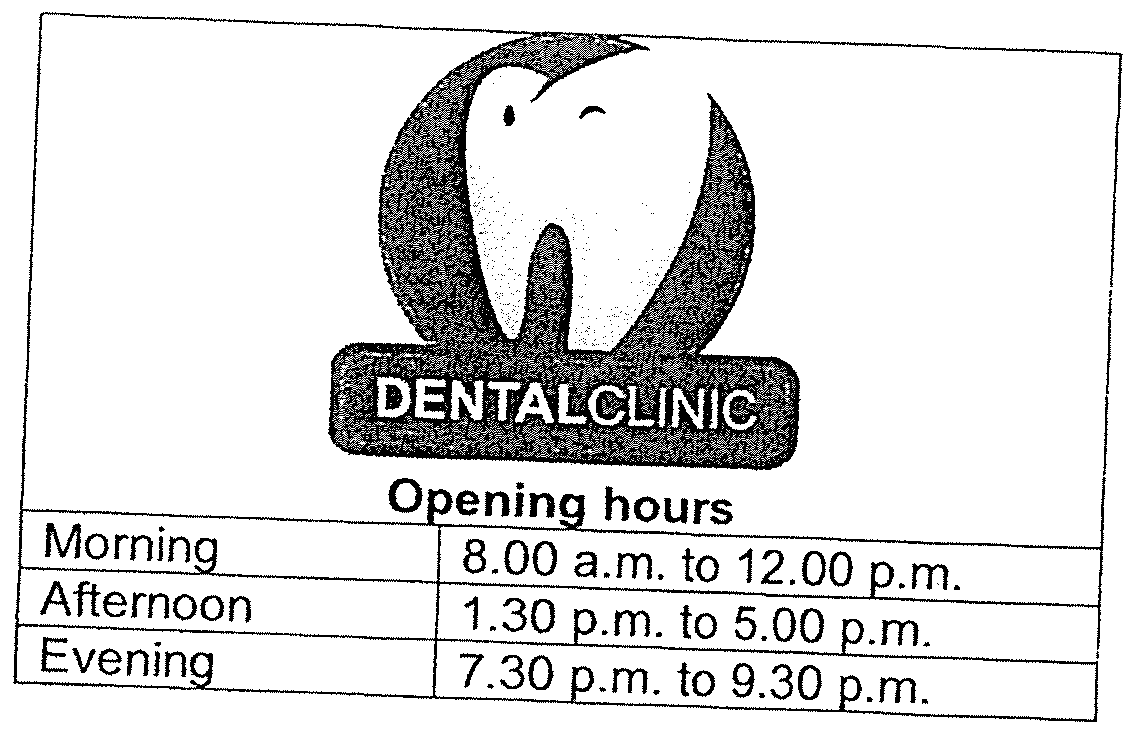 DENTALCLINIC
Opening hours
Morning 8.00 a.m. to 12.00 p.m.
Afternoon 1.30 p.m. to 5.00 p.m.
Evening 7.30 p.m. to 9.30 p.m.